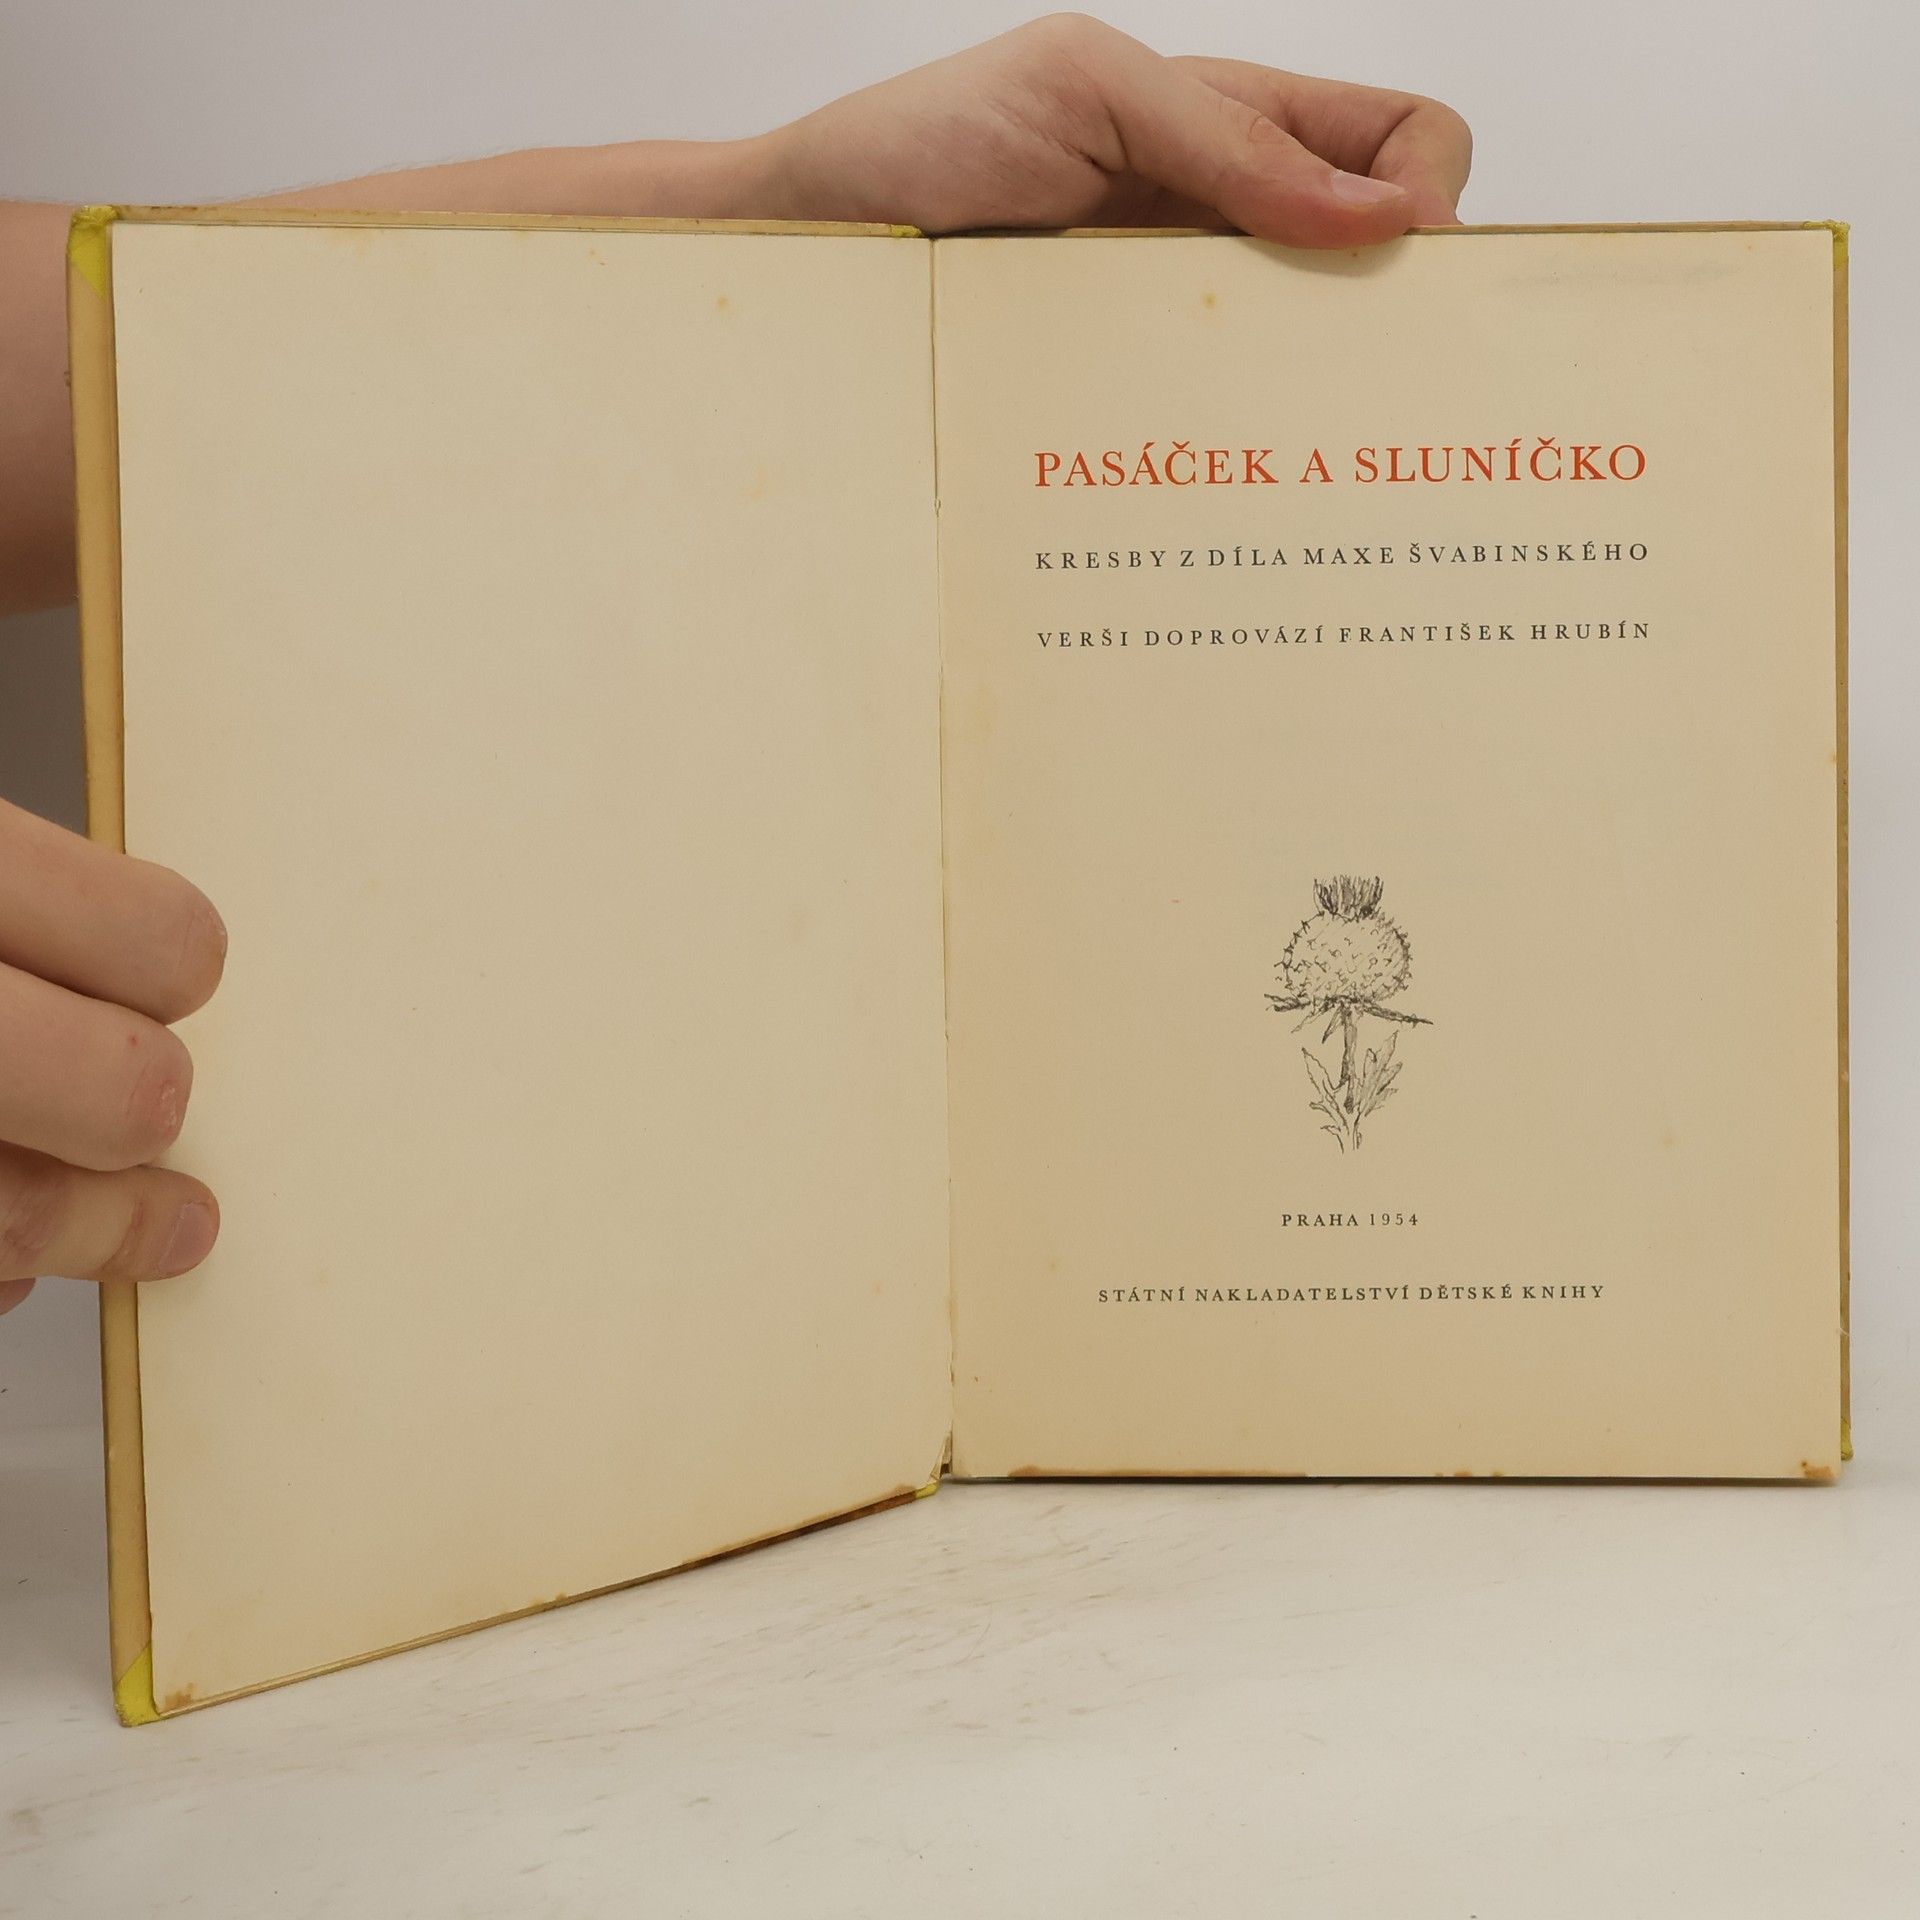 PASÁČEK A SLUNÍČKO
KRESBY Z DÍLA MAXE ŠVABINSKÉHO
VERŠI DOPROVÁZÍ FRANTIŠEK HRUBÍN
PRAHA 1954
STÁTNÍ NAKLADATELSTVÍ DĚTSKÉ KNIHY